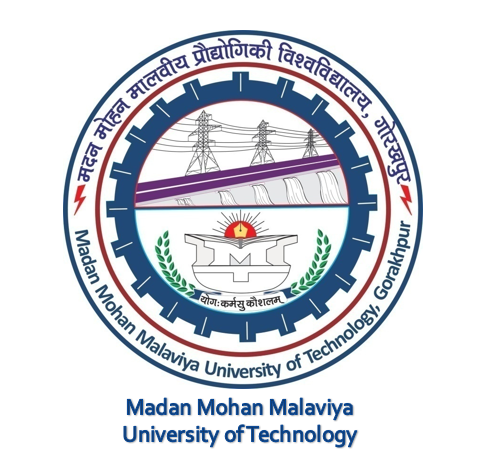 मदन मोहन मालवीय प्रौद्योगिकी विश्वविद्यालय, गोरखपुर
योग: कर्मसु कौशलम्
Madan Mohan Malaviya University of Technology, Gorakhpur
Madan Mohan Malaviya
University of Technology